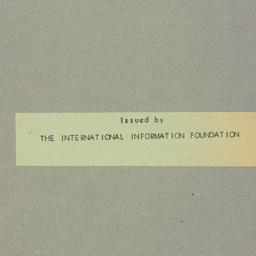 Issued by
THE INTERNATIONAL INFORMATION FOUNDATION